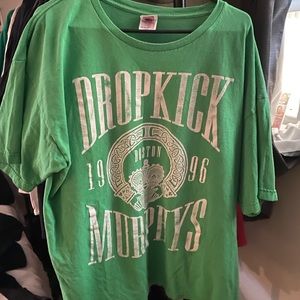 DROPKICK
BOSTON
19 96
MURPHYS